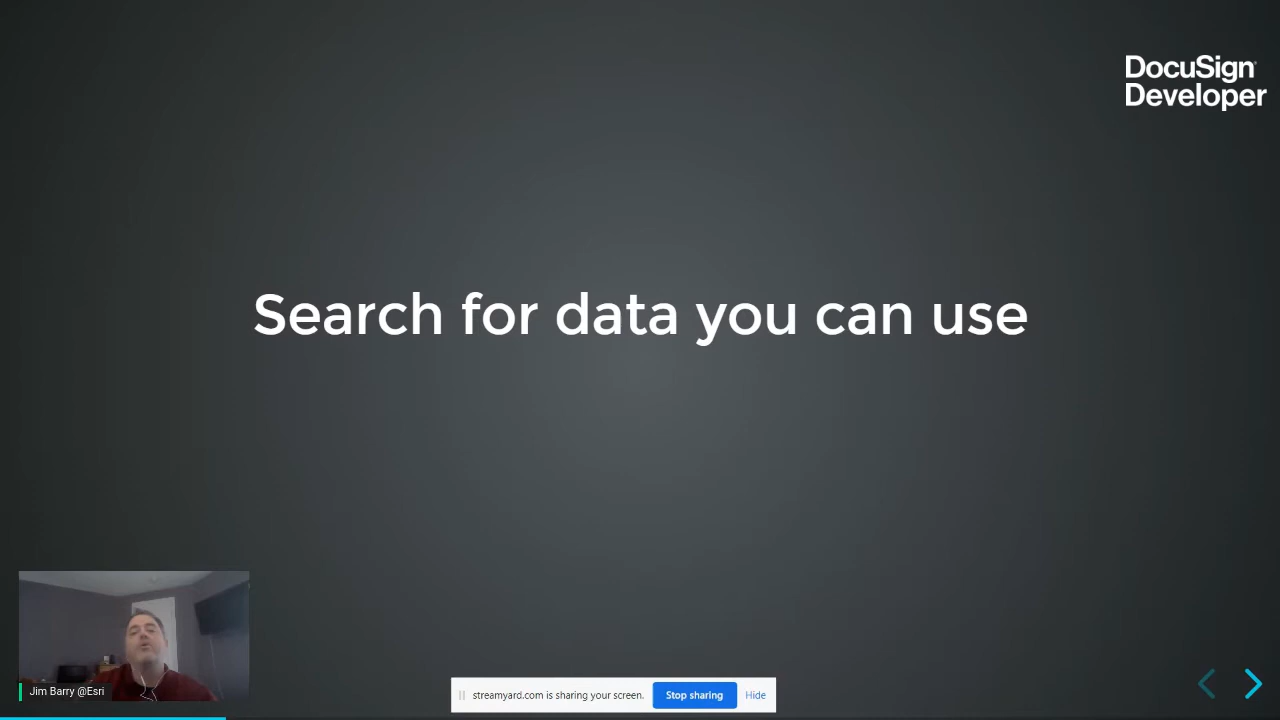 DocuSign
Developer
Search for data you can use
Jim Barry @Esri
streamyard.com is sharing your screen.
Stop sharing
Hide